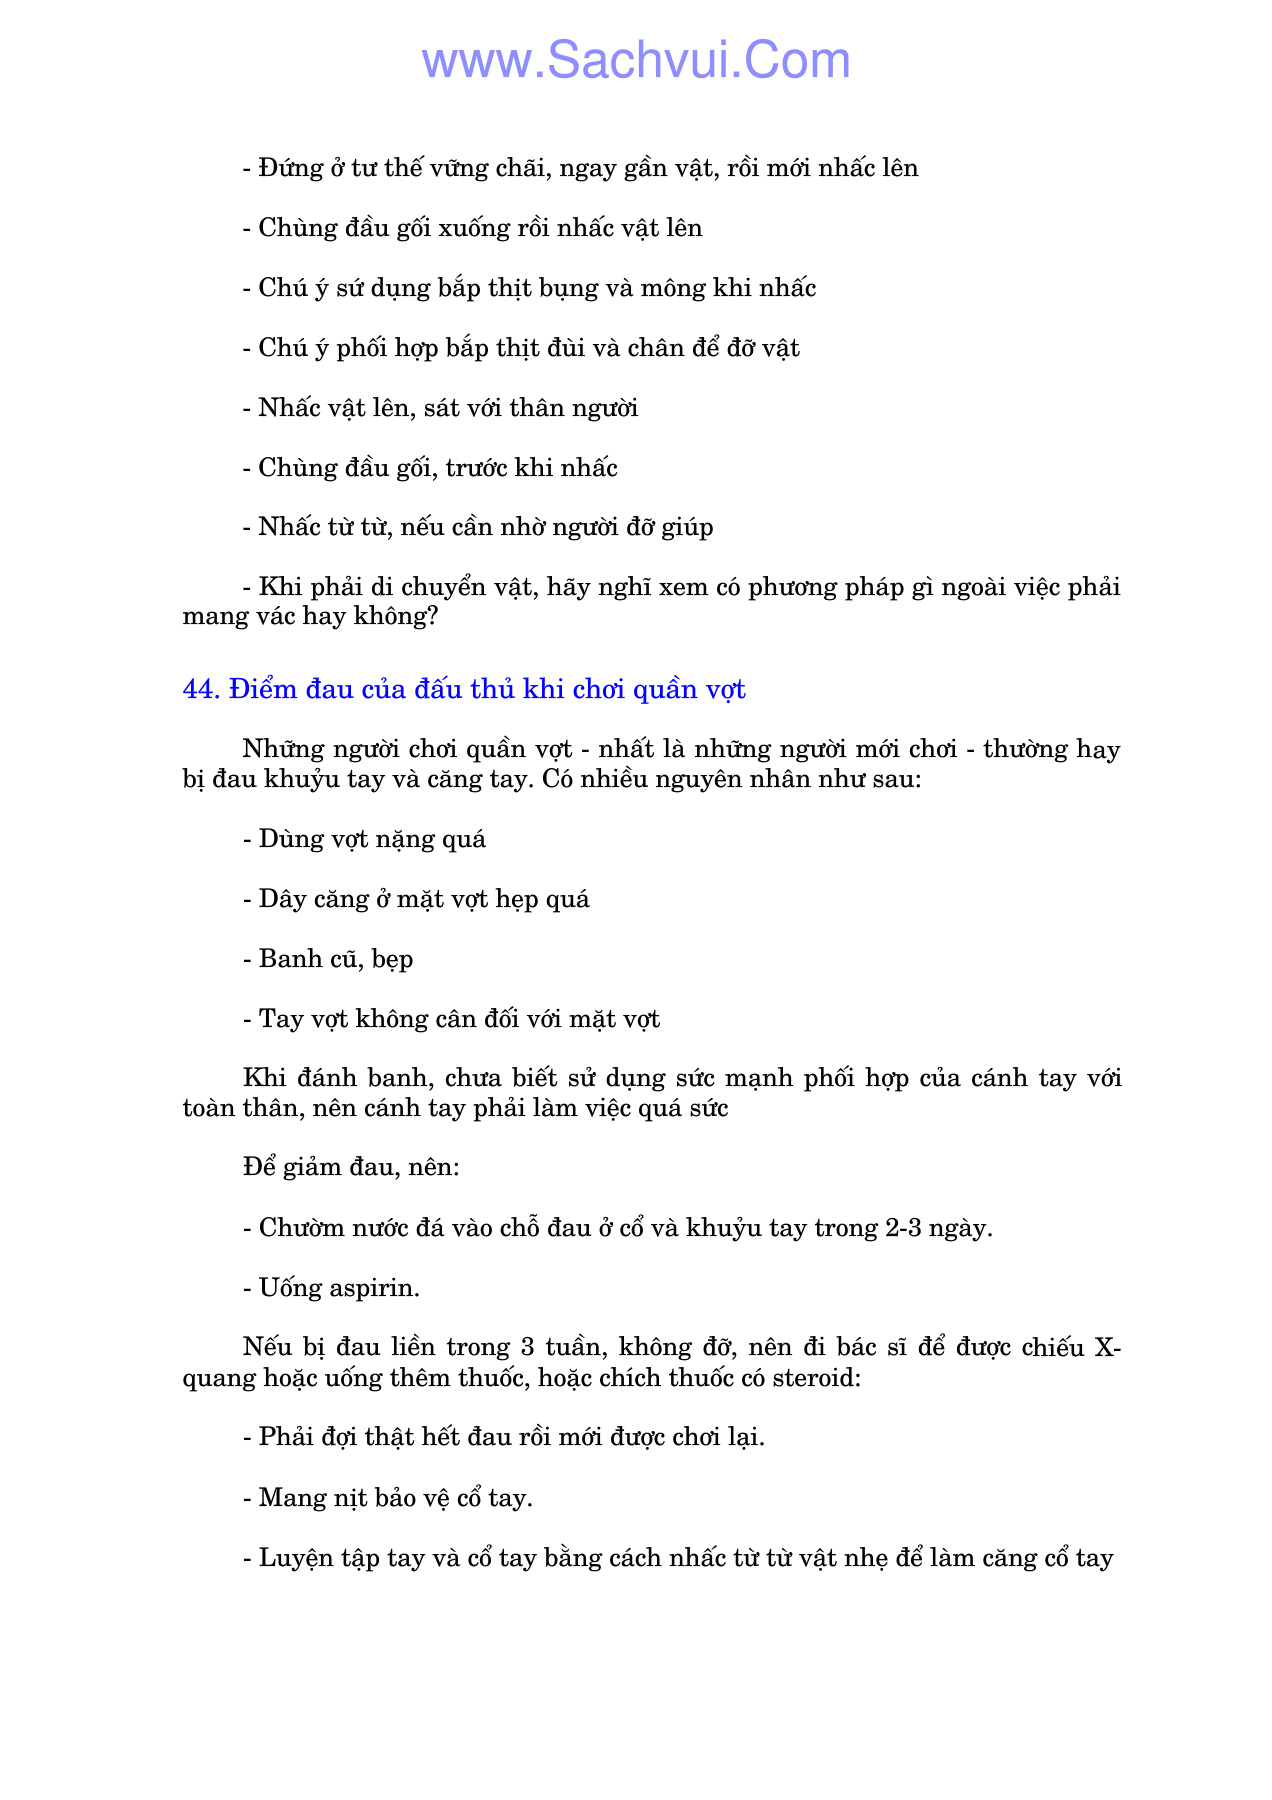 www.Sachvui.Com
- Đứng ở tư thế vững chãi, ngay gần vật, rồi mới nhấc lên
- Chùng đầu gối xuống rồi nhấc vật lên
- Chú ý sứ dụng bắp thịt bụng và mông khi nhấc
- Chú ý phối hợp bắp thịt đùi và chân để đỡ vật
- Nhấc vật lên, sát với thân người
- Chùng đầu gối, trước khi nhấc
- Nhấc từ từ, nếu cần nhờ người đỡ giúp
- Khi phải di chuyển vật, hãy nghĩ xem có phương pháp gì ngoài việc phải
mang vác hay không?
44. Điểm đau của đấu thủ khi chơi quần vợt
Những người chơi quần vợt - nhất là những người mới chơi - thường hay
bị đau khuỷu tay và căng tay. Có nhiều nguyên nhân như sau:
- Dùng vợt nặng quá
- Dây căng ở mặt vợt hẹp quá
- Banh cũ, bẹp
- Tay vợt không cân đối với mặt vợt
Khi đánh banh, chưa biết sử dụng sức mạnh phối hợp của cánh tay với
toàn thân, nên cánh tay phải làm việc quá sức
Để giảm đau, nên:
- Chườm nước đá vào chỗ đau ở cổ và khuỷu tay trong 2-3 ngày.
- Uống aspirin.
Nếu bị đau liền trong 3 tuần, không đỡ, nên đi bác sĩ để được chiếu X-
quang hoặc uống thêm thuốc, hoặc chích thuốc có steroid:
- Phải đợi thật hết đau rồi mới được chơi lại.
- Mang nịt bảo vệ cổ tay.
- Luyện tập tay và cổ tay bằng cách nhấc từ từ vật nhẹ để làm căng cổ tay